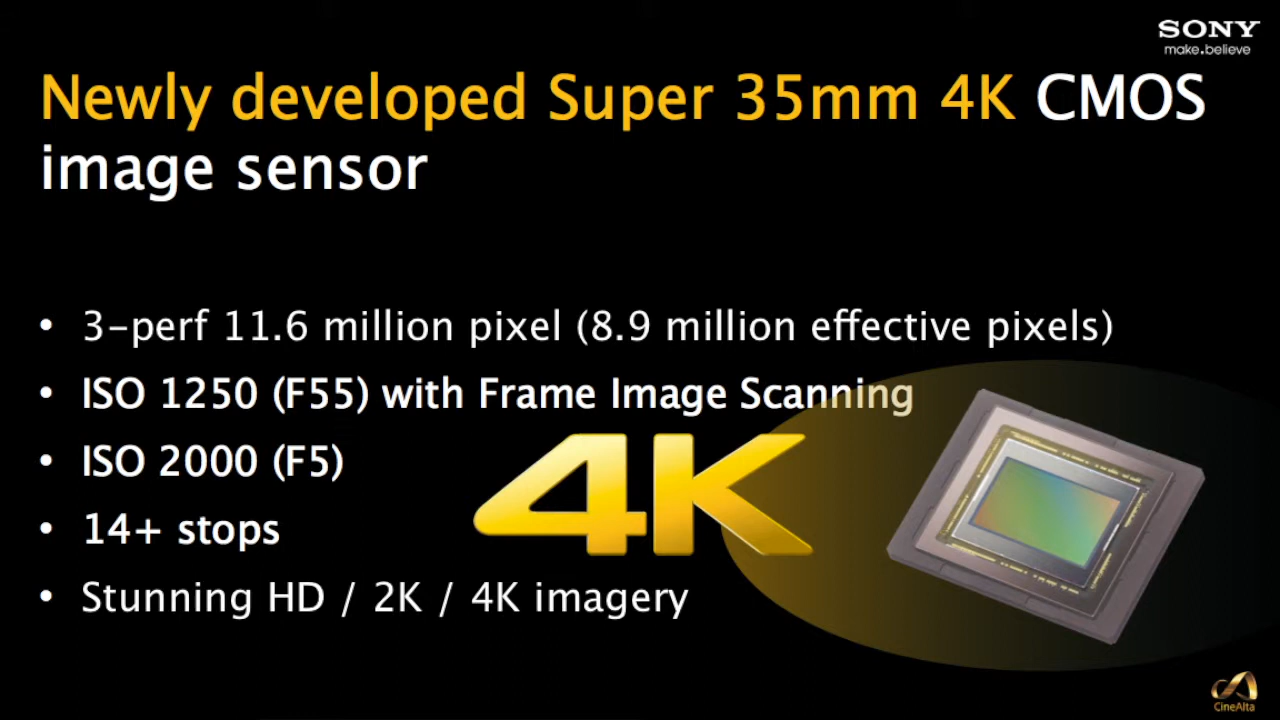 SONY
make.believe
Newly developed Super 35mm 4K CMOS
image sensor
• 3-perf 11.6 million pixel (8.9 million effective pixels)
• ISO 1250 (F55) with Frame Image Scanning
• ISO 2000 (F5)
4K
• 14+ stops
• Stunning HD / 2K / 4K imagery
CineAlta